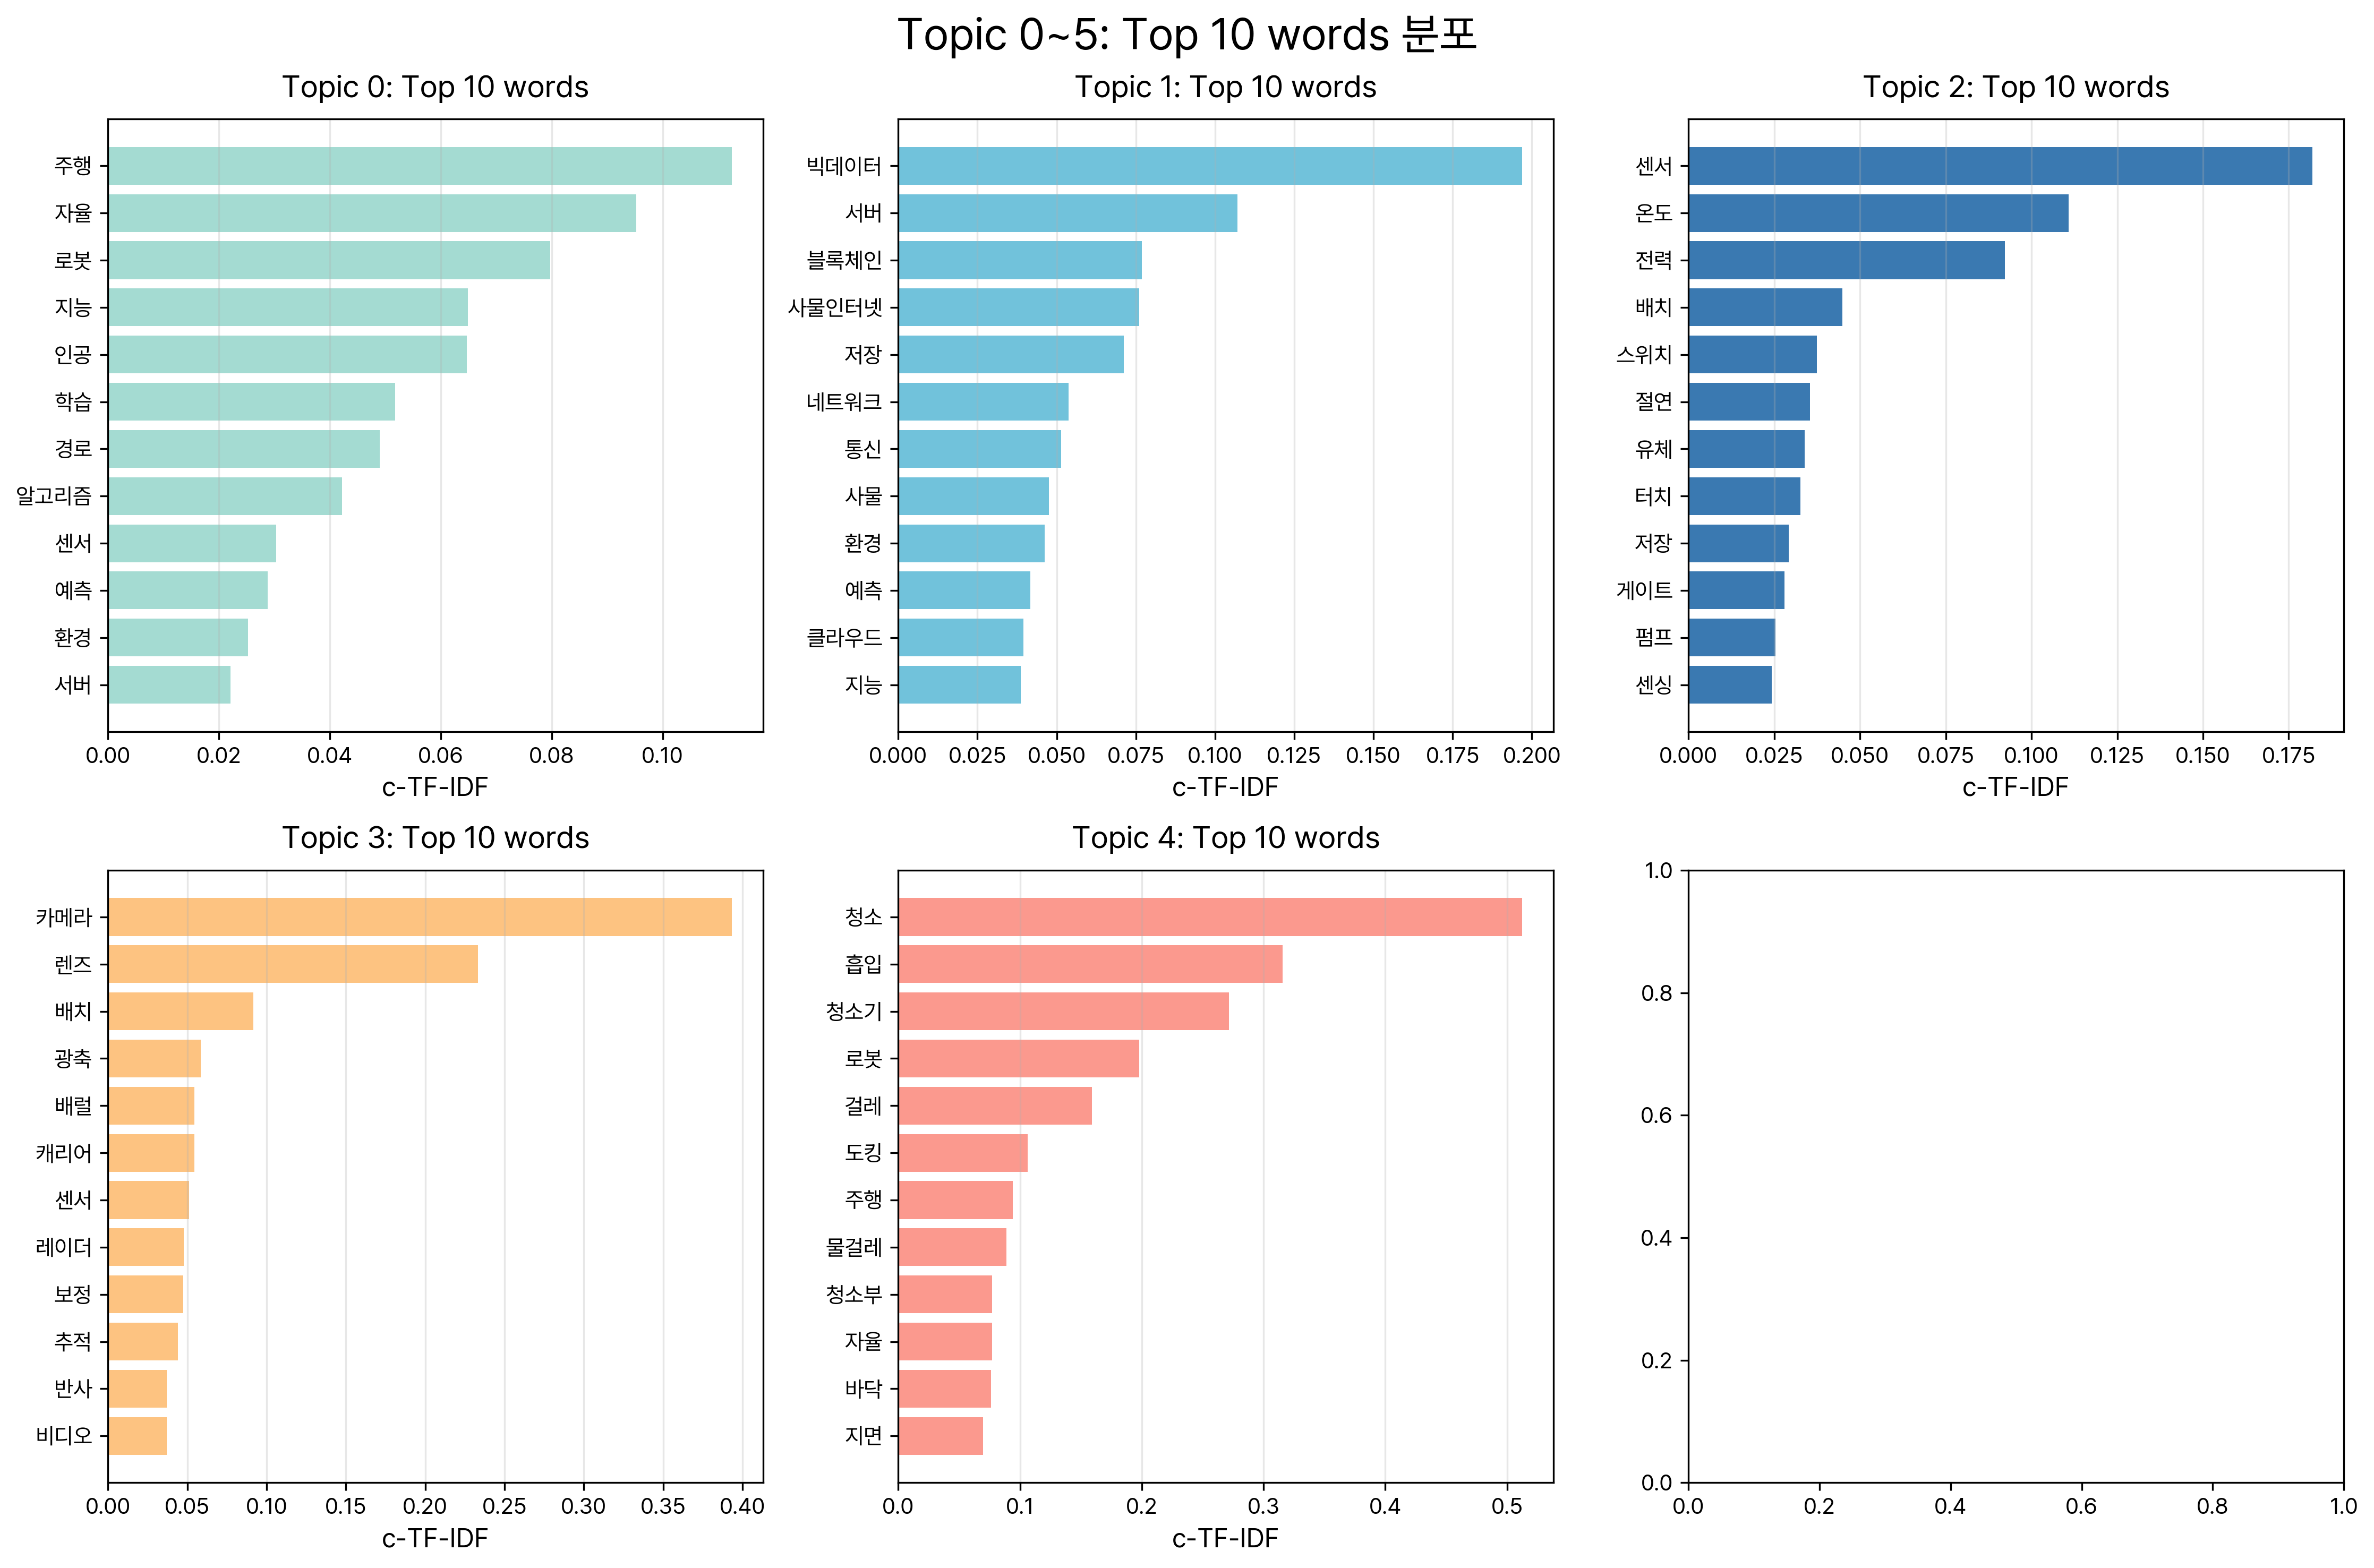 Topic 0~5: Top 10 words 분포
Topic 0: Top 10 words
주행
자율
로봇
지능
인공
학습
경로
알고리즘
센서
예측
환경
서버
0.00 0.02 0.04 0.06 0.08 0.10
c-TF-IDF
Topic 1: Top 10 words
빅데이터
서버
블록체인
사물인터넷
저장
네트워크
통신
사물
환경
예측
클라우드
지능
0.000 0.025 0.050 0.075 0.100 0.125 0.150 0.175 0.200
c-TF-IDF
Topic 2: Top 10 words
센서
온도
전력
배치
스위치
절연
유체
터치
저장
게이트
펌프
센싱
0.000 0.025 0.050 0.075 0.100 0.125 0.150 0.175
c-TF-IDF
Topic 3: Top 10 words
카메라
렌즈
배치
광축
배럴
캐리어
센서
레이더
보정
추적
반사
비디오
0.00 0.05 0.10 0.15 0.20 0.25 0.30 0.35 0.40
c-TF-IDF
Topic 4: Top 10 words
청소
흡입
청소기
로봇
걸레
도킹
주행
물걸레
청소부
자율
바닥
지면
0.0 0.1 0.2 0.3 0.4 0.5
c-TF-IDF
1.0
0.8
0.6
0.4
0.2
0.0
0.0 0.2 0.4 0.6 0.8 1.0